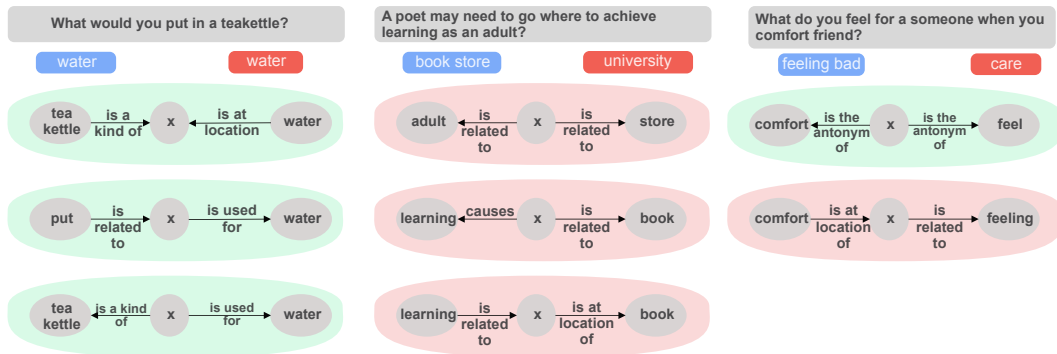 What would you put in a teakettle?
water
water
tea
kettle
is a
kind of
x
is at
location
water
put
is
related
to
x
is used
for
water
tea
kettle
is a kind
of
x
is used
for
water
A poet may need to go where to achieve
learning as an adult?
book store
university
adult
is
related
to
x
is
related
to
store
learning
causes
x
is
related
to
book
learning
is
related
to
x
is at
location
of
book
What do you feel for a someone when you
comfort friend?
feeling bad
care
comfort
is the
antonym
of
x
is the
antonym
of
feel
comfort
is at
location
of
x
is
related
to
feeling